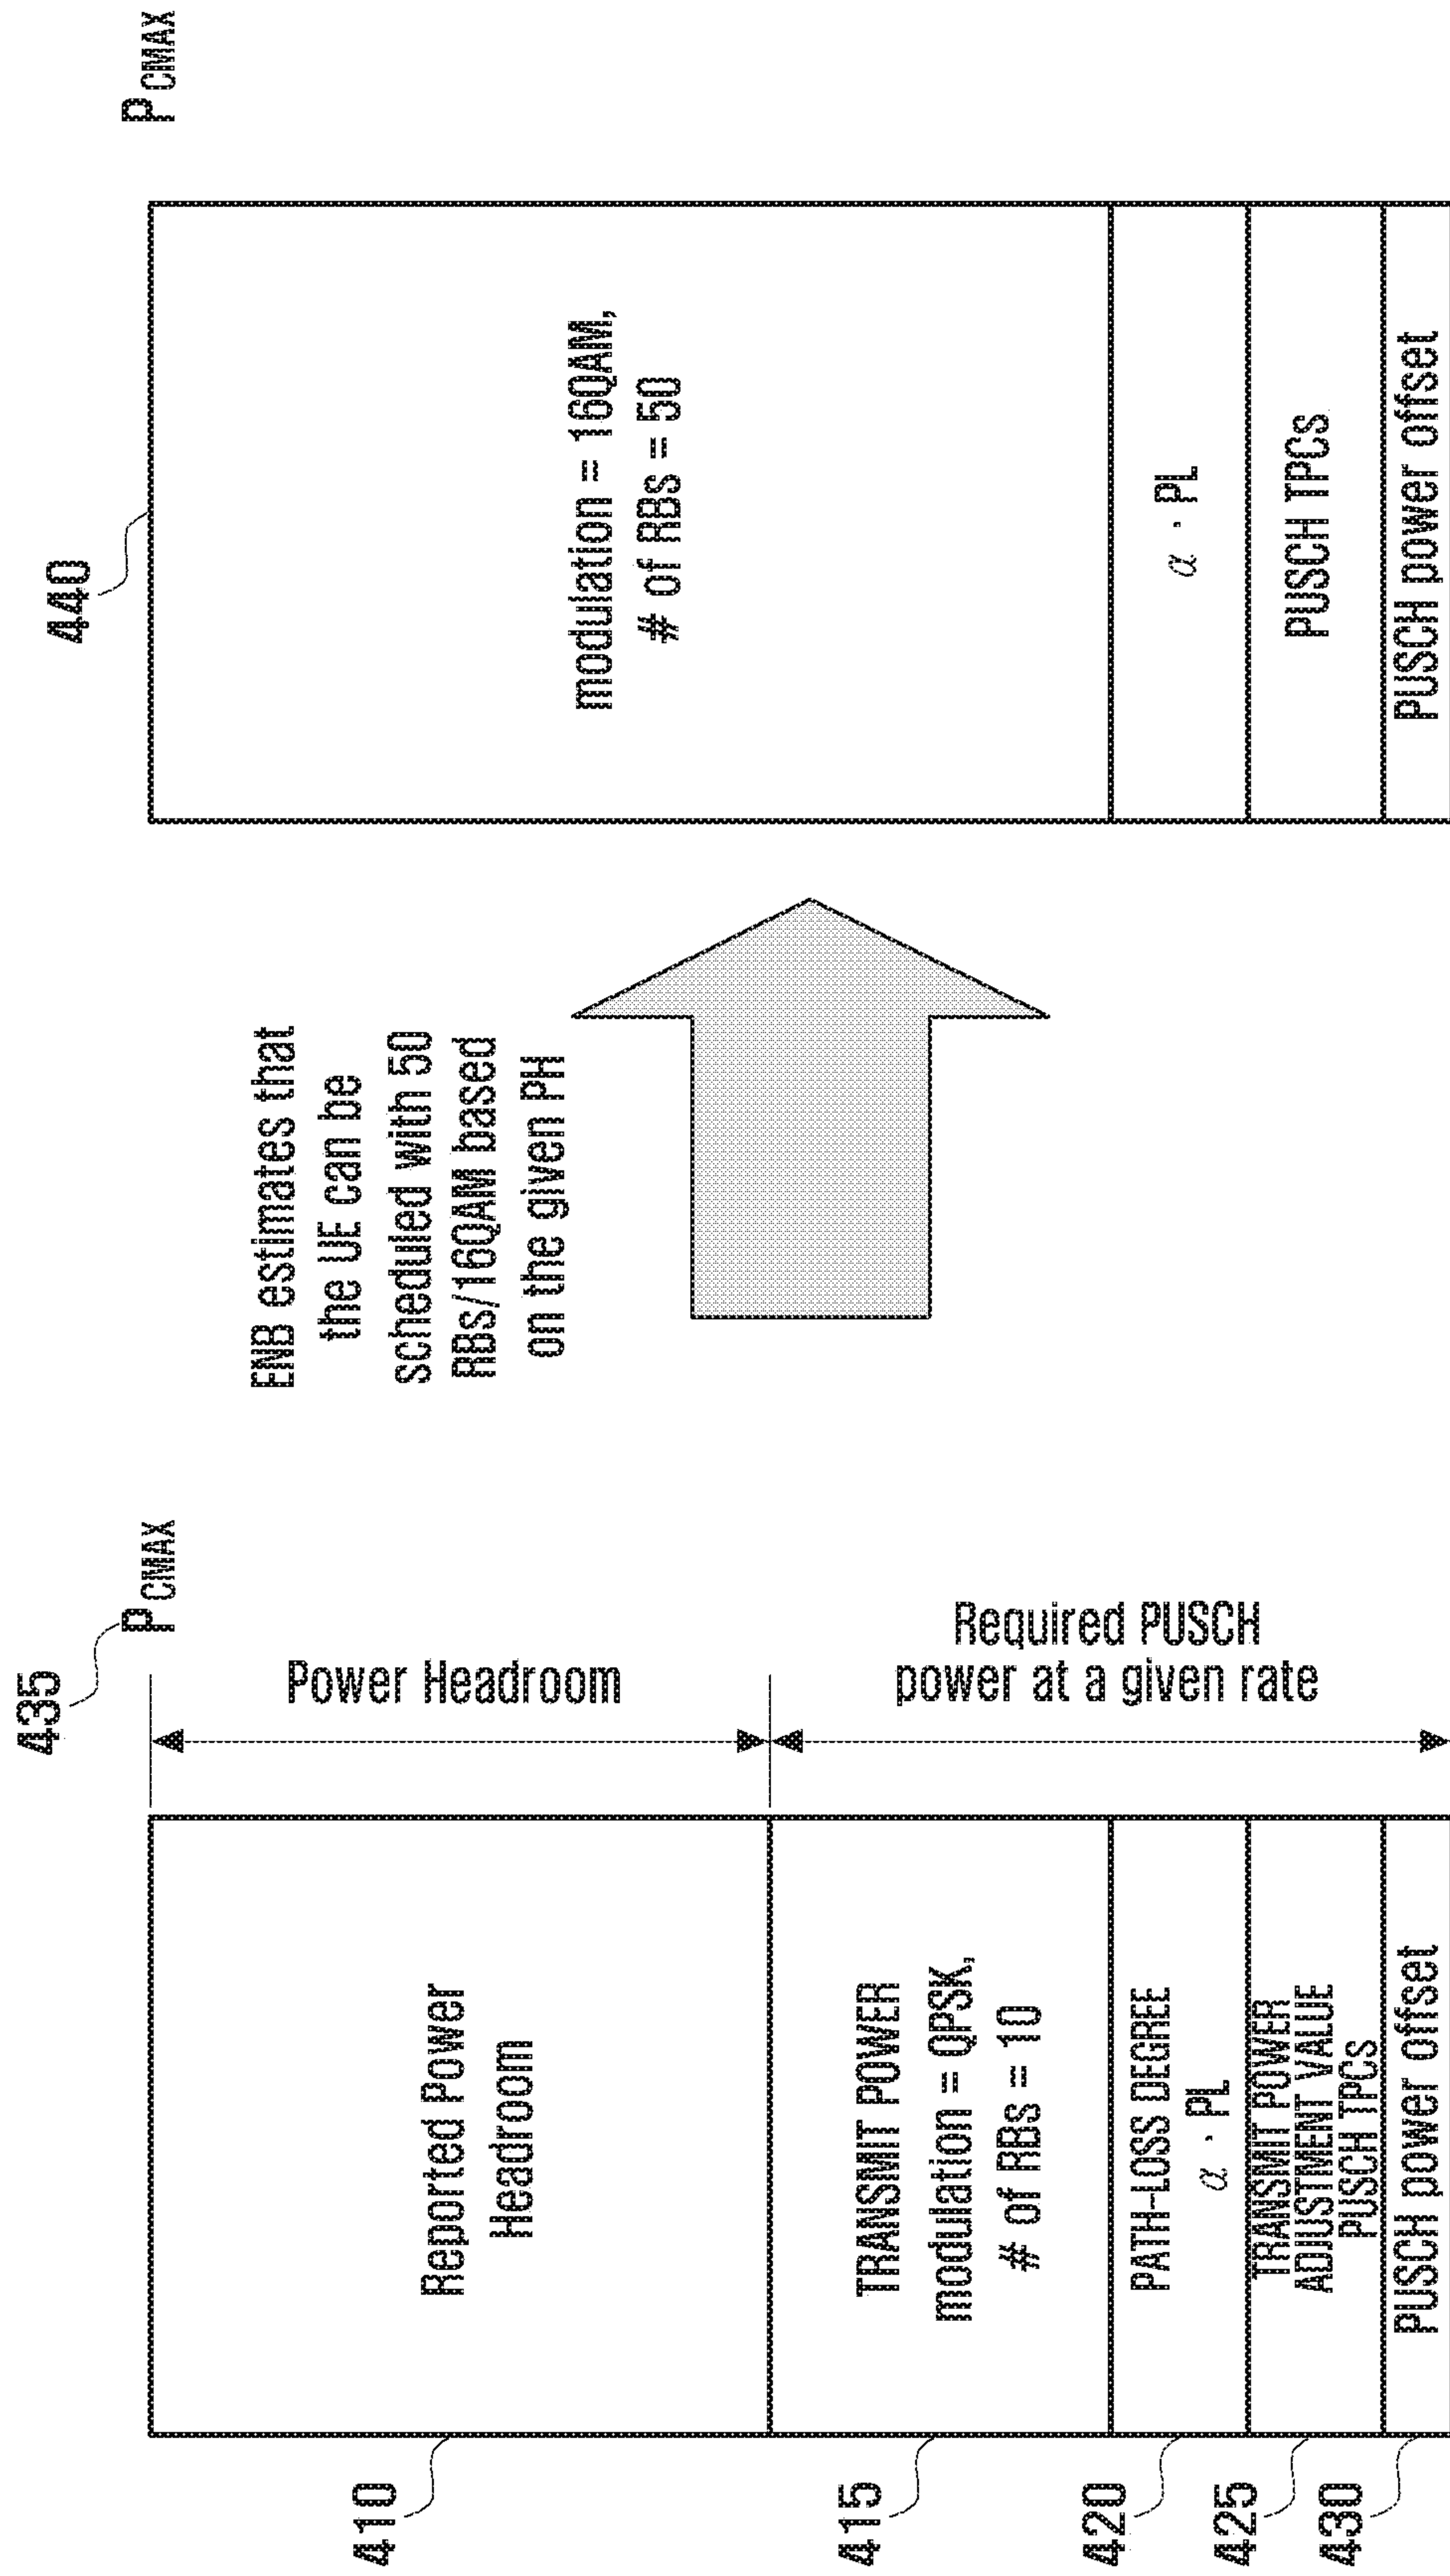 435
P CMAX
410
Reported Power
Headroom
Power Headroom
415
TRANSMIT POWER
modulation = QPSK,
# of RBs = 10
Required PUSCH
power at a given rate
420
PATH-LOSS DEGREE
α · PL
425
TRANSMIT POWER
ADJUSTMENT VALUE
PUSCH TPCs
430
PUSCH power offset
ENB estimates that
the UE can be
scheduled with 50
RBs/16QAM based
on the given PH
440
P CMAX
modulation = 16QAM,
# of RBs = 50
α · PL
PUSCH TPCs
PUSCH power offset